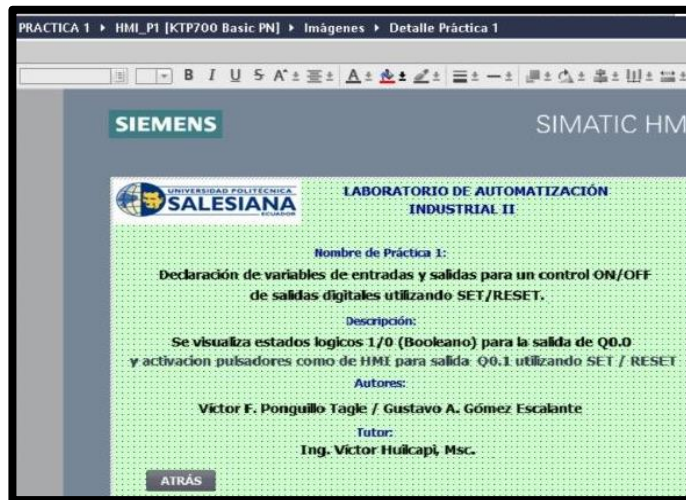 PRACTICA 1 ▸ HMI_P1 [KTP700 Basic PN] ▸ Imágenes ▸ Detalle Práctica 1
B I U S A
SIEMENS
SIMATIC HM
UNIVERSIDAD POLITÉCNICA
SALESIANA
ECUADOR
LABORATORIO DE AUTOMATIZACIÓN
INDUSTRIAL II
Nombre de Práctica 1:
Declaración de variables de entradas y salidas para un control ON/OFF
de salidas digitales utilizando SET/RESET.
Descripción:
Se visualiza estados logicos 1/0 (Booleano) para la salida de Q0.0
y activacion pulsadores como de HMI para salida Q0.1 utilizando SET / RESET
Autores:
Víctor F. Ponguillo Tagle / Gustavo A. Gómez Escalante
Tutor:
Ing. Víctor Huilcapi, Msc.
ATRÁS